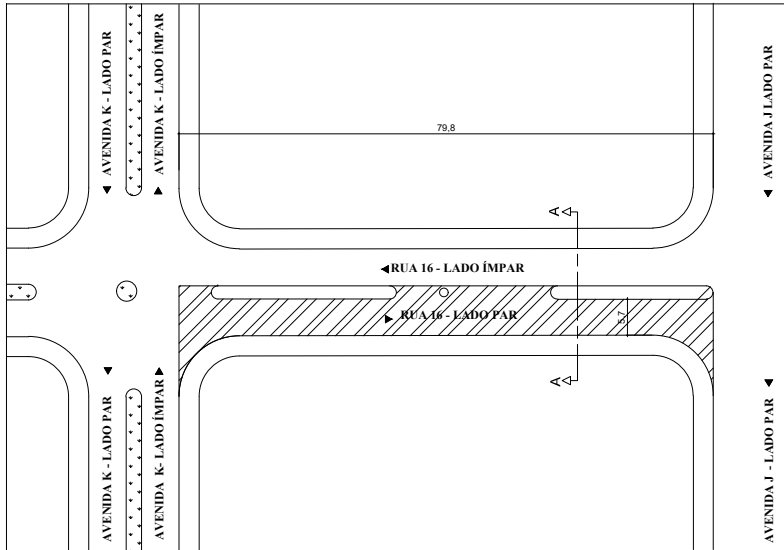 AVENIDA K - LADO PAR
AVENIDA K - LADO ÍMPAR
AVENIDA J LADO PAR
79,8
A
RUA 16 - LADO ÍMPAR
RUA 16 - LADO PAR
5,7
A
AVENIDA K - LADO PAR
AVENIDA K- LADO ÍMPAR
AVENIDA J - LADO PAR